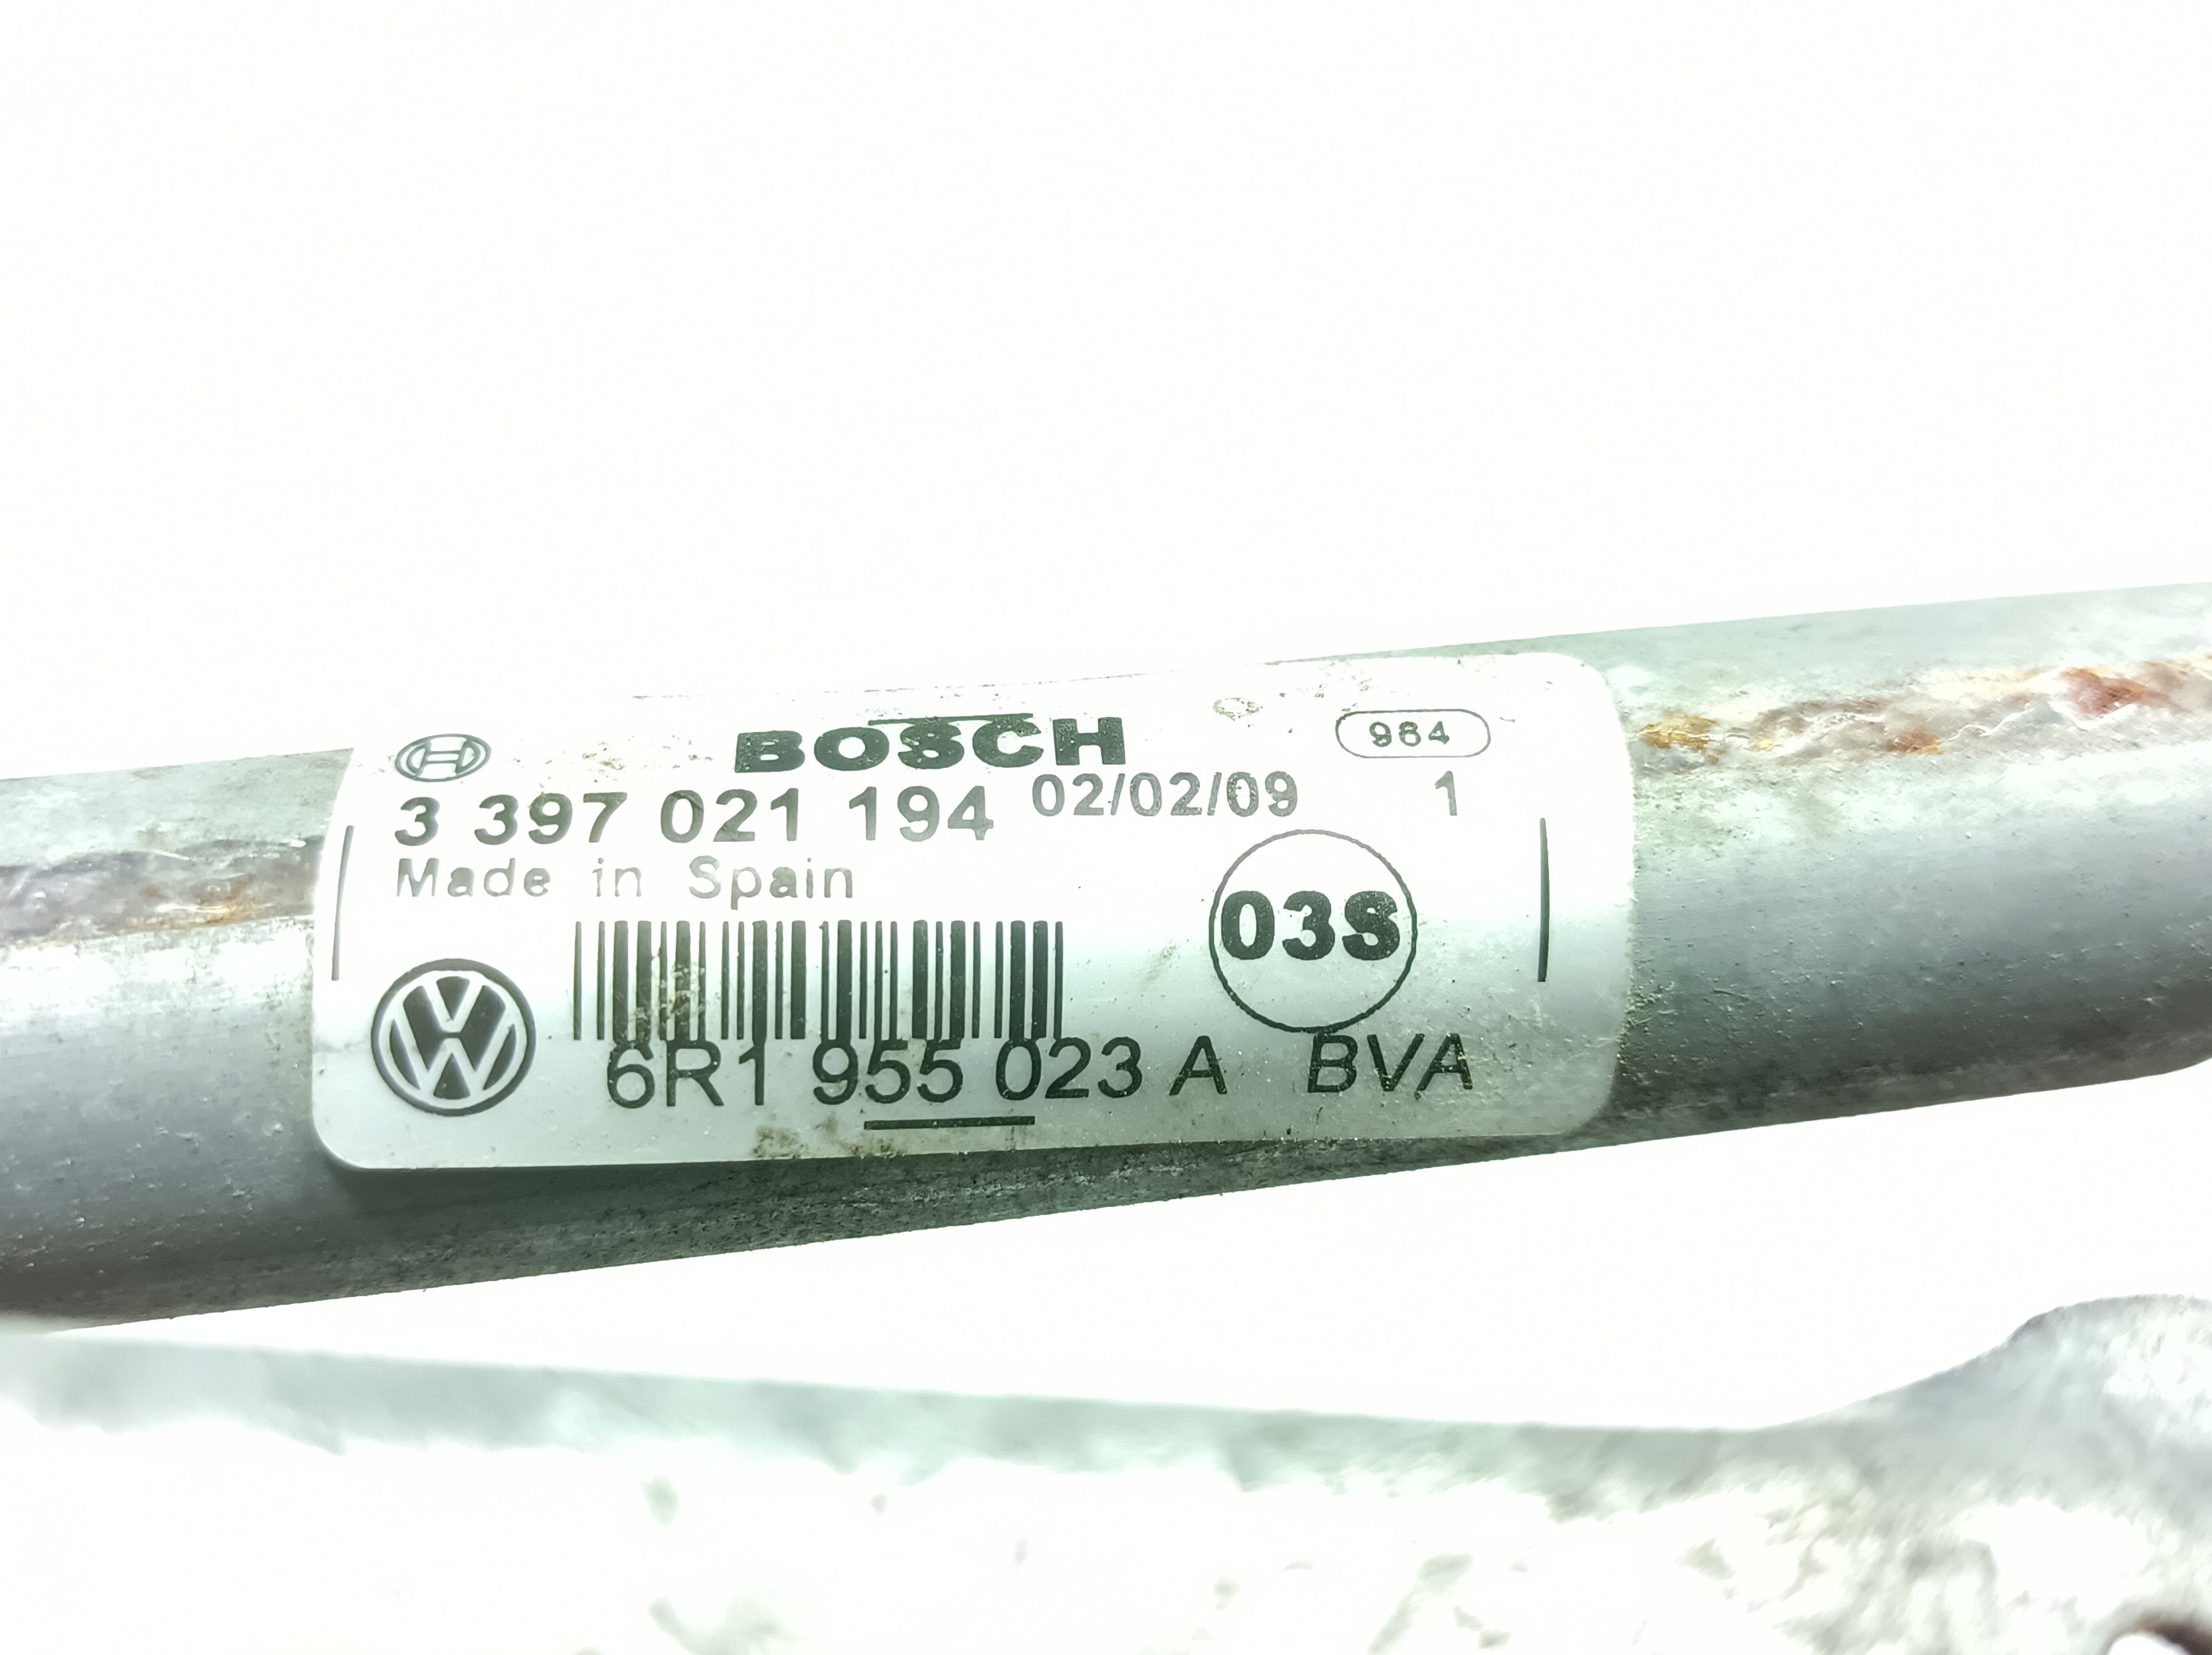 BOSCH 984
3 397 021 194 02/02/09 1
Made in Spain
03S
6R1 955 023 A BVA